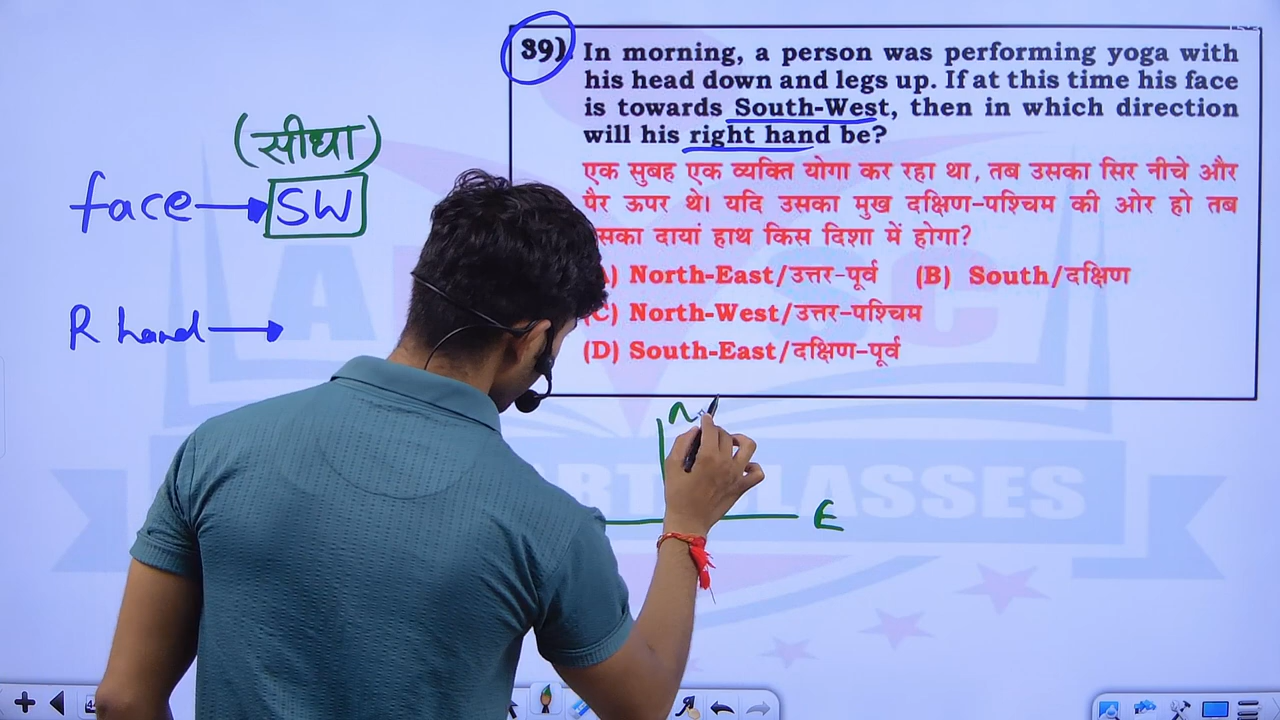 39) In morning, a person was performing yoga with
his head down and legs up. If at this time his face
is towards South-West, then in which direction
will his right hand be?
एक सुबह एक व्यक्ति योगा कर रहा था, तब उसका सिर नीचे और
पैर ऊपर थे। यदि उसका मुख दक्षिण-पश्चिम की ओर हो तब
सका दायां हाथ किस दिशा में होगा?
) North-East/उत्तर-पूर्व (B) South/दक्षिण
(C) North-West/उत्तर-पश्चिम
(D) South-East/दक्षिण-पूर्व
(सीधा)
face SW
R hand
N
E
CLASSES